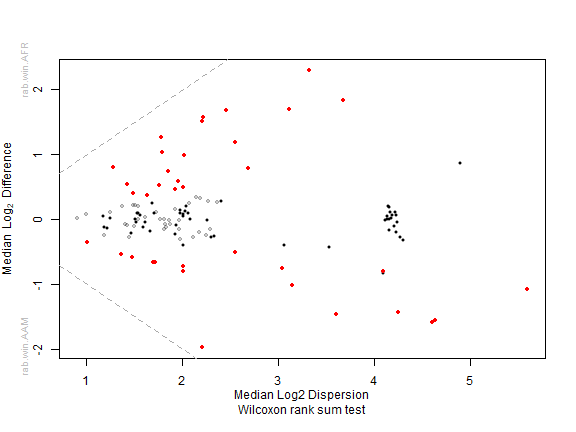 rab.win.AFR
rab.win.AAM
Median Log2 Difference
2
1
0
-1
-2
1
2
3
4
5
Median Log2 Dispersion
Wilcoxon rank sum test